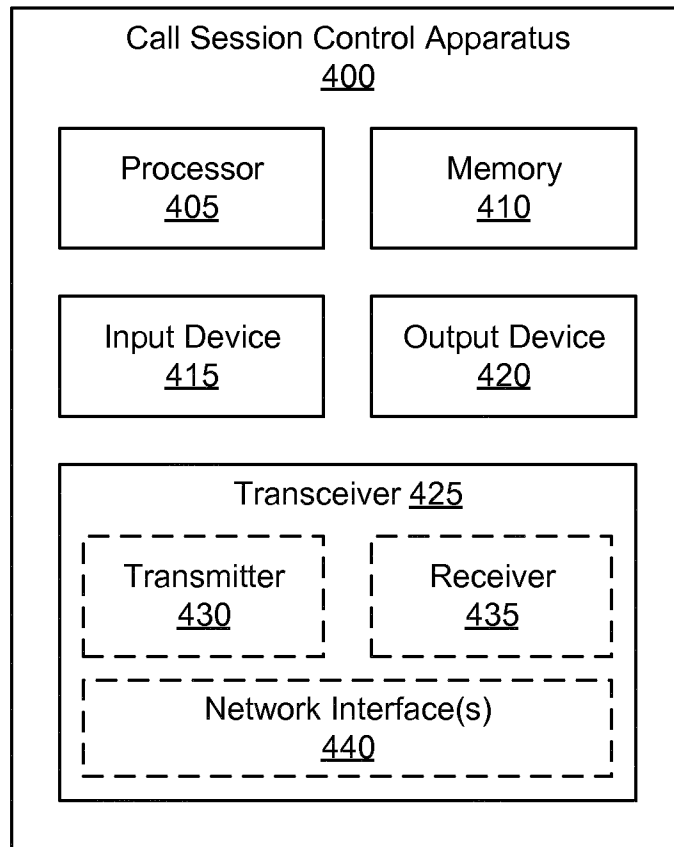 Call Session Control Apparatus
400
Processor
405
Memory
410
Input Device
415
Output Device
420
Transceiver 425
Transmitter
430
Receiver
435
Network Interface(s)
440